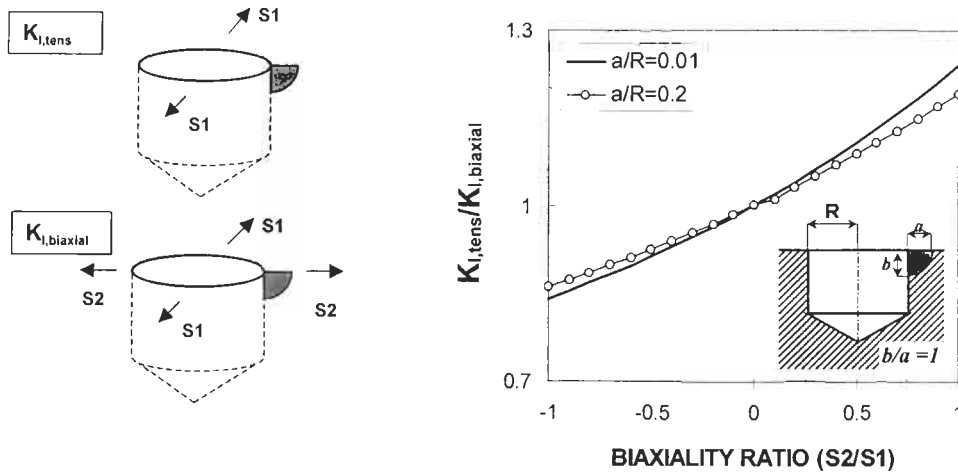 K_I,tens
S1
S1
K_I,biaxial
S1
S2
S1
S2
1.3
a/R=0.01
a/R=0.2
K_I,tens/K_I,biaxial
1
R
a
b
b/a =1
0.7
-1 -0.5 0 0.5 1
BIAXIALITY RATIO (S2/S1)